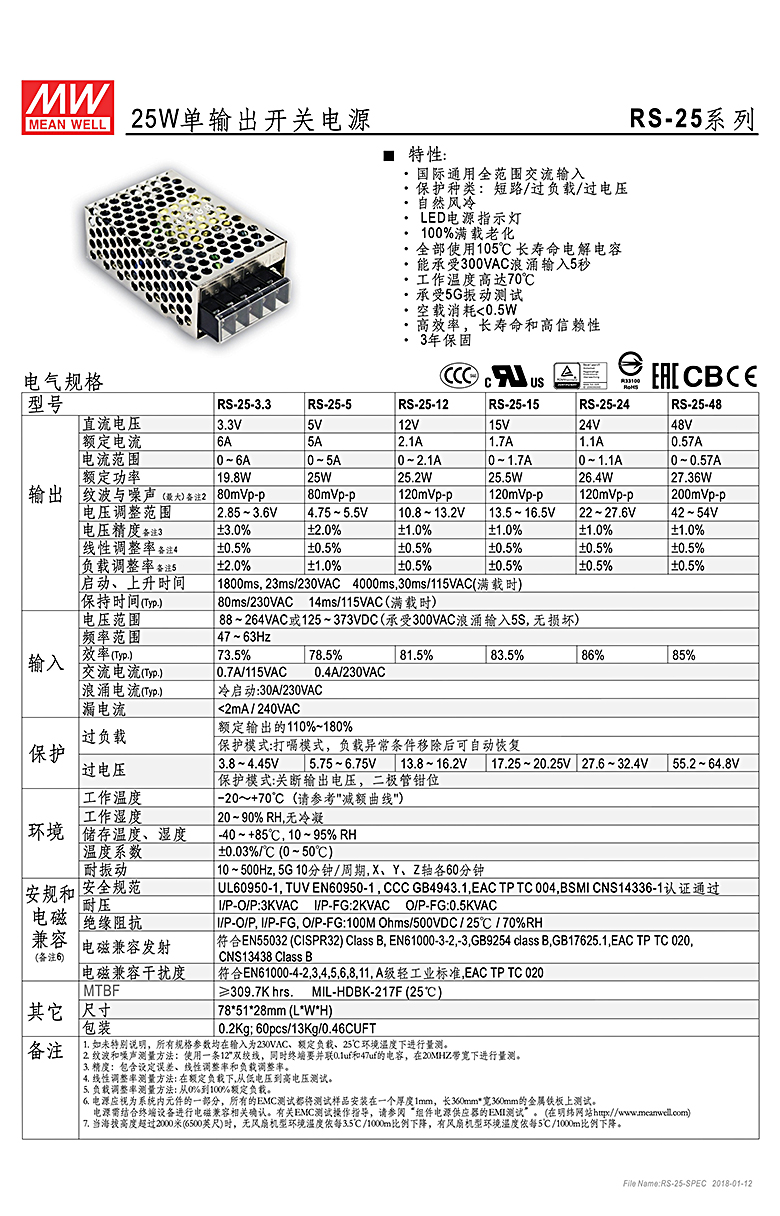 MW
MEAN WELL
25W单输出开关电源
RS-25系列
■ 特性:
· 国际通用全范围交流输入
· 保护种类：短路/过负载/过电压
· 自然风冷
· LED电源指示灯
· 100%满载老化
· 全部使用105℃ 长寿命电解电容
· 能承受300VAC浪涌输入5秒
· 工作温度高达70℃
· 承受5G振动测试
· 空载消耗<0.5W
· 高效率，长寿命和高信赖性
· 3年保固
电气规格
CCC c RU US R33100 RoHS EAC CB CE
型号 RS-25-3.3 RS-25-5 RS-25-12 RS-25-15 RS-25-24 RS-25-48
输出
直流电压 3.3V 5V 12V 15V 24V 48V
额定电流 6A 5A 2.1A 1.7A 1.1A 0.57A
电流范围 0~6A 0~5A 0~2.1A 0~1.7A 0~1.1A 0~0.57A
额定功率 19.8W 25W 25.2W 25.5W 26.4W 27.36W
纹波与噪声 (最大)备注2 80mVp-p 80mVp-p 120mVp-p 120mVp-p 120mVp-p 200mVp-p
电压调整范围 2.85~3.6V 4.75~5.5V 10.8~13.2V 13.5~16.5V 22~27.6V 42~54V
电压精度备注3 ±3.0% ±2.0% ±1.0% ±1.0% ±1.0% ±1.0%
线性调整率备注4 ±0.5% ±0.5% ±0.5% ±0.5% ±0.5% ±0.5%
负载调整率备注5 ±2.0% ±1.0% ±0.5% ±0.5% ±0.5% ±0.5%
启动、上升时间 1800ms, 23ms/230VAC 4000ms,30ms/115VAC(满载时)
保持时间(Typ.) 80ms/230VAC 14ms/115VAC(满载时)
输入
电压范围 88~264VAC或125~373VDC(承受300VAC浪涌输入5S,无损坏)
频率范围 47~63Hz
效率(Typ.) 73.5% 78.5% 81.5% 83.5% 86% 85%
交流电流(Typ.) 0.7A/115VAC 0.4A/230VAC
浪涌电流(Typ.) 冷启动:30A/230VAC
漏电流 <2mA / 240VAC
保护
过负载 额定输出的110%~180%
保护模式:打嗝模式，负载异常条件移除后可自动恢复
过电压 3.8~4.45V 5.75~6.75V 13.8~16.2V 17.25~20.25V 27.6~32.4V 55.2~64.8V
保护模式:关断输出电压，二极管钳位
环境
工作温度 -20～+70℃（请参考"减额曲线"）
工作湿度 20~90% RH,无冷凝
储存温度、湿度 -40~+85℃, 10~95% RH
温度系数 ±0.03%/℃ (0~50℃)
耐振动 10~500Hz, 5G 10分钟/周期, X、Y、Z轴各60分钟
安规和电磁兼容
(备注6)
安全规范 UL60950-1, TUV EN60950-1 , CCC GB4943.1,EAC TP TC 004,BSMI CNS14336-1认证通过
耐压 I/P-O/P:3KVAC I/P-FG:2KVAC O/P-FG:0.5KVAC
绝缘阻抗 I/P-O/P, I/P-FG, O/P-FG:100M Ohms/500VDC / 25℃ / 70%RH
电磁兼容发射 符合EN55032 (CISPR32) Class B, EN61000-3-2,-3,GB9254 class B,GB17625.1,EAC TP TC 020,
CNS13438 Class B
电磁兼容干扰度 符合EN61000-4-2,3,4,5,6,8,11, A级轻工业标准,EAC TP TC 020
其它
MTBF ≥309.7K hrs. MIL-HDBK-217F (25℃)
尺寸 78*51*28mm (L*W*H)
包装 0.2Kg; 60pcs/13Kg/0.46CUFT
备注
1. 如未特别说明，所有规格参数均在输入为230VAC、额定负载、25℃环境温度下进行量测。
2. 纹波和噪声测量方法：使用一条12"双绞线，同时终端要并联0.1uf和47uf的电容，在20MHZ带宽下进行量测。
3. 精度：包含设定误差、线性调整率和负载调整率。
4. 线性调整率测量方法: 在额定负载下,从低电压到高电压测试。
5. 负载调整率测量方法: 从0%到100%额定负载。
6. 电源应视为系统内元件的一部分，所有的EMC测试都将测试样品安装在一个厚度1mm，长360mm*宽360mm的金属铁板上测试。
电源需结合终端设备进行电磁兼容相关确认。有关EMC测试操作指导，请参阅“组件电源供应器的EMI测试”。(在明纬网站http://www.meanwell.com)
7. 当海拔高度超过2000米(6500英尺)时，无风扇机型环境温度依每3.5℃/1000m比例下降，有风扇机型环境温度依每5℃/1000m比例下降。
File Name:RS-25-SPEC 2018-01-12